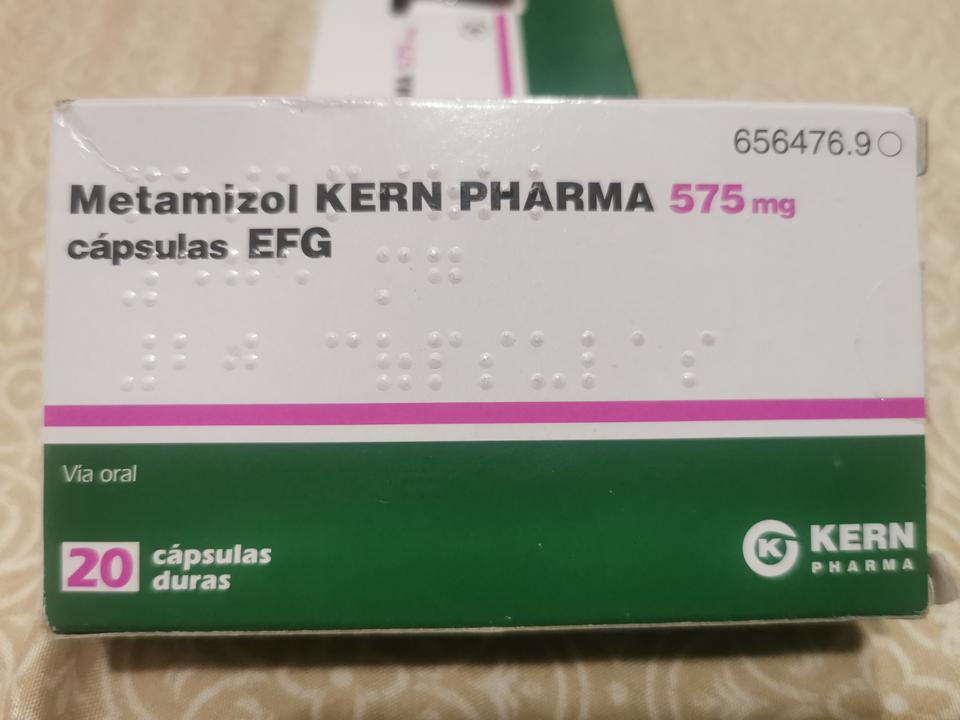 656476.9
Metamizol KERN PHARMA 575 mg
cápsulas EFG
Vía oral
20 cápsulas
duras
KERN
PHARMA